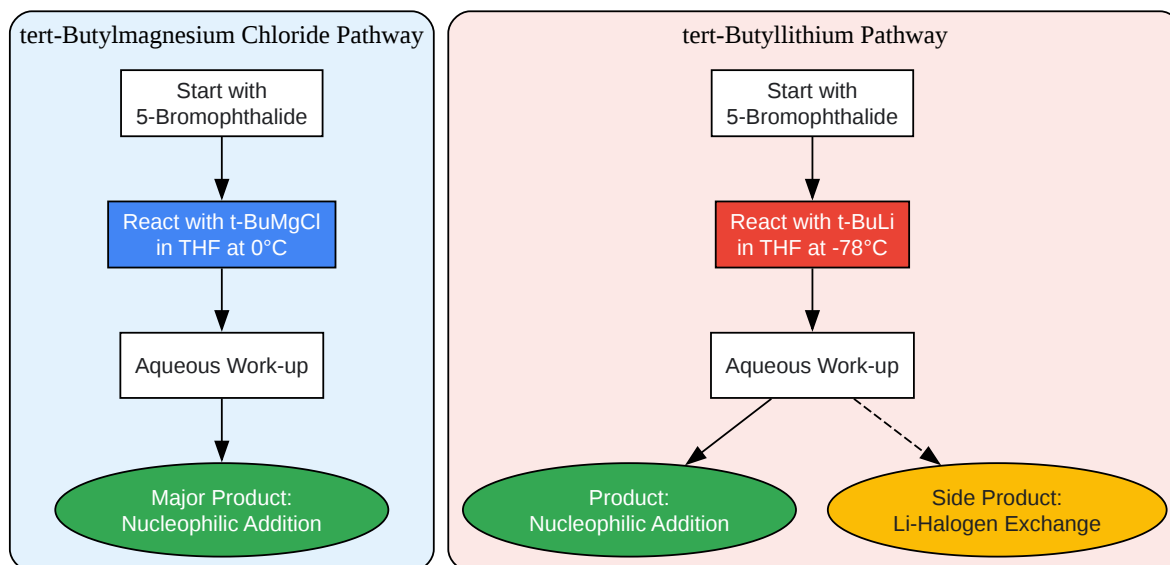 tert-Butylmagnesium Chloride Pathway
Start with
5-Bromophthalide
React with t-BuMgCl
in THF at 0°C
Aqueous Work-up
Major Product:
Nucleophilic Addition
tert-Butyllithium Pathway
Start with
5-Bromophthalide
React with t-BuLi
in THF at -78°C
Aqueous Work-up
Product:
Nucleophilic Addition
Side Product:
Li-Halogen Exchange